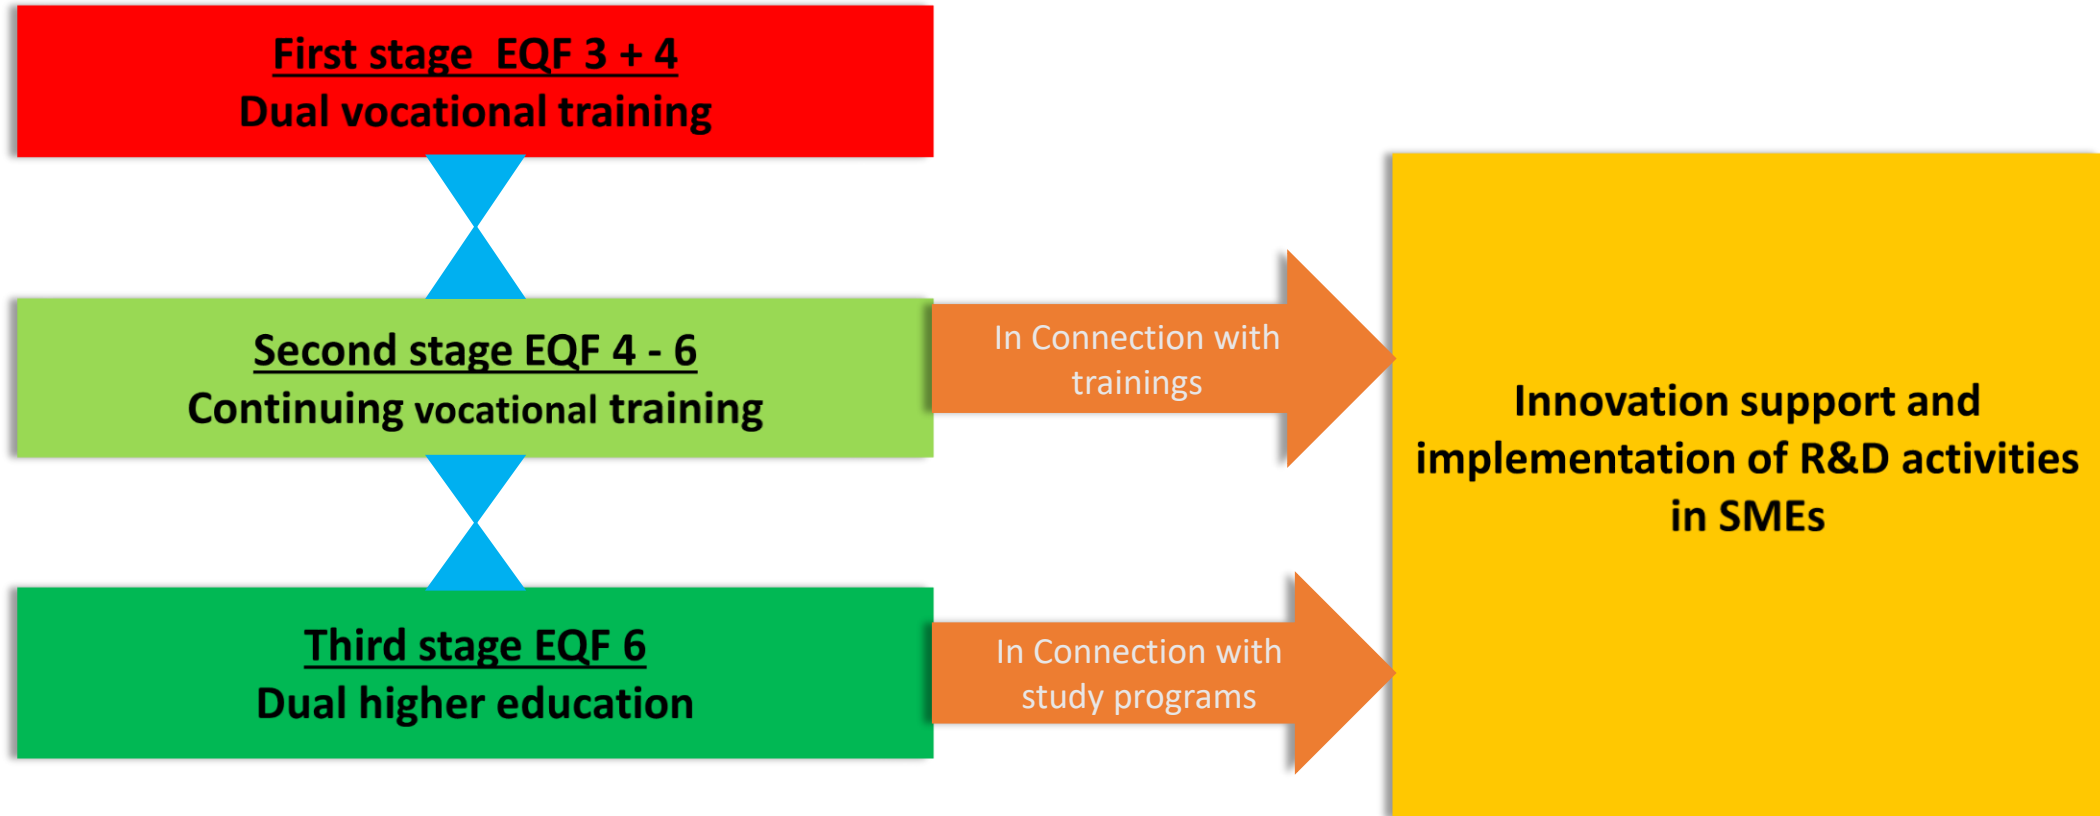 First stage  EQF 3 + 4
Dual vocational training
Second stage EQF 4 - 6
Continuing vocational training
In Connection with
trainings
Third stage EQF 6
Dual higher education
In Connection with
study programs
Innovation support and
implementation of R&D activities
in SMEs